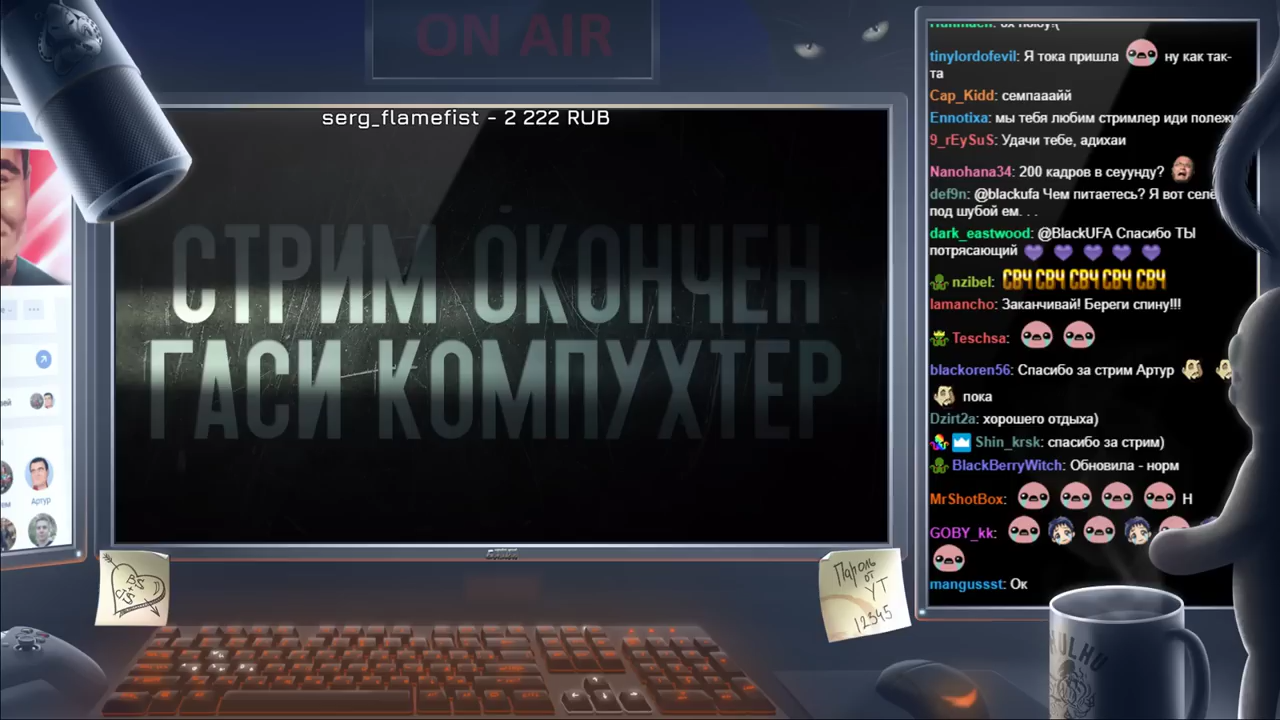 ON AIR
serg_flamefist - 2 222 RUB
СТРИМ ОКОНЧЕН
ГАСИ КОМПУХТЕР
tinylordofevil: Я тока пришла ну как так-
та
Cap_Kidd: семпаааий
Ennotixa: мы тебя любим стримлер иди
9_rEySuS: Удачи тебе, адихаи
Nanohana34: 200 кадров в сеуунду?
def9n: @blackufa Чем питаетесь? Я вот
под шубой ем. . .
dark_eastwood: @BlackUFA Спасибо ТЫ
потрясающий
nzibel: СВЧ СВЧ СВЧ СВЧ СВЧ
lamancho: Заканчивай! Береги спину!!!
Teschsa:
blackoren56: Спасибо за стрим Артур
пока
Dzirt2a: хорошего отдыха)
Shin_krsk: спасибо за стрим)
BlackBerryWitch: Обновила - норм
MrShotBox: Н
GOBY_kk:
mangussst: Ок
Артур
BS
+
C/S
Пароль
от
YT
12345